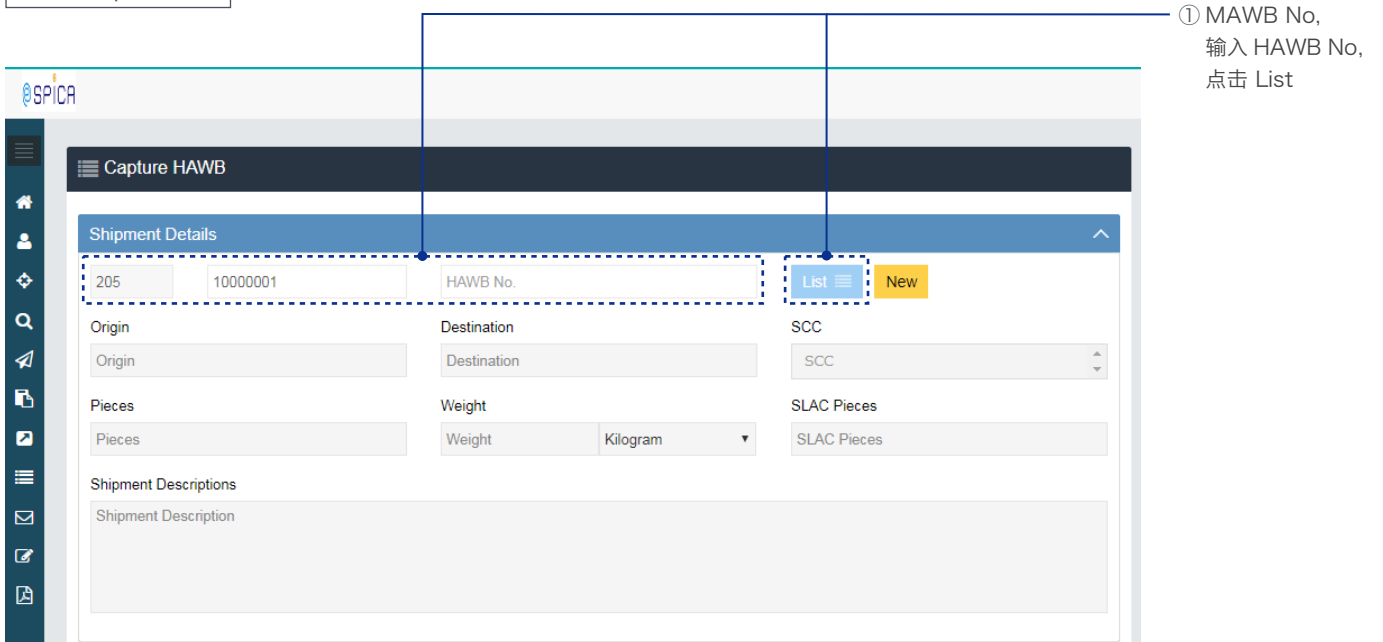 ① MAWB No,
输入 HAWB No,
点击 List
@SPICA
Capture HAWB
Shipment Details
205 10000001 HAWB No. List New
Origin Destination SCC
Origin Destination SCC
Pieces Weight SLAC Pieces
Pieces Weight Kilogram SLAC Pieces
Shipment Descriptions
Shipment Description